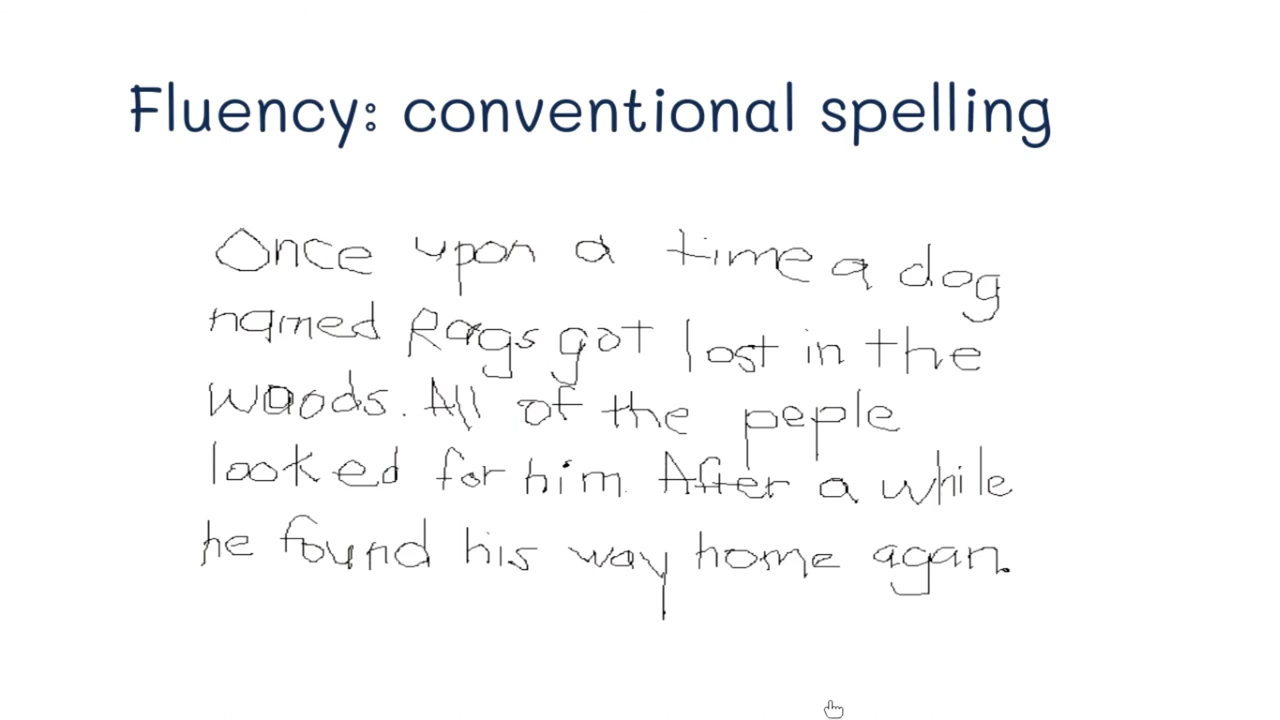 Fluency: conventional spelling
Once upon a time a dog
named Rags got lost in the
woods. All of the peple
looked for him. After a while
he found his way home agan.